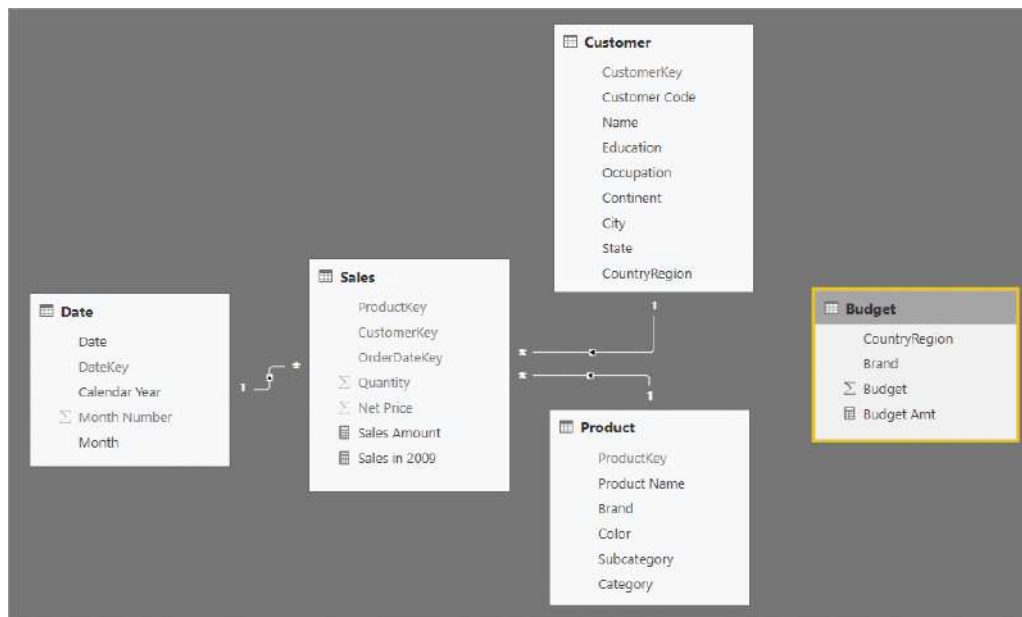 Customer
CustomerKey
Customer Code
Name
Education
Occupation
Continent
City
State
CountryRegion
Sales
ProductKey
CustomerKey
OrderDateKey
Σ Quantity
Σ Net Price
Sales Amount
Sales in 2009
Date
Date
DateKey
Calendar Year
Σ Month Number
Month
Budget
CountryRegion
Brand
Σ Budget
Budget Amt
1
*
*
1
*
1
Product
ProductKey
Product Name
Brand
Color
Subcategory
Category